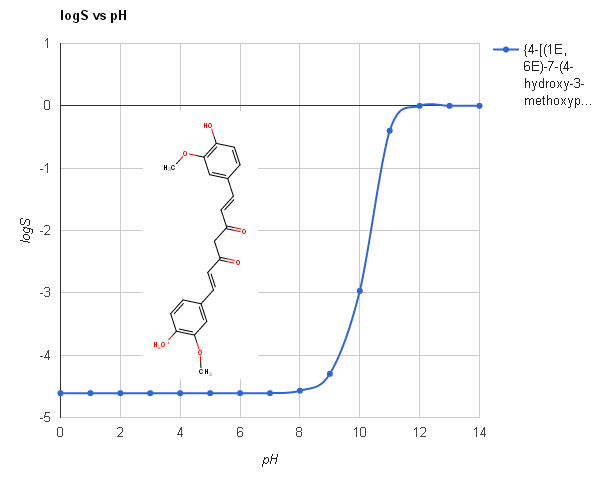 logS vs pH
1
0
-1
-2
-3
-4
-5
logS
0 2 4 6 8 10 12 14
pH
{4-[(1E,
6E)-7-(4-
hydroxy-3-
methoxyp...
HO
O
H₃C
O
O
H₂O⁺
O
CH₃